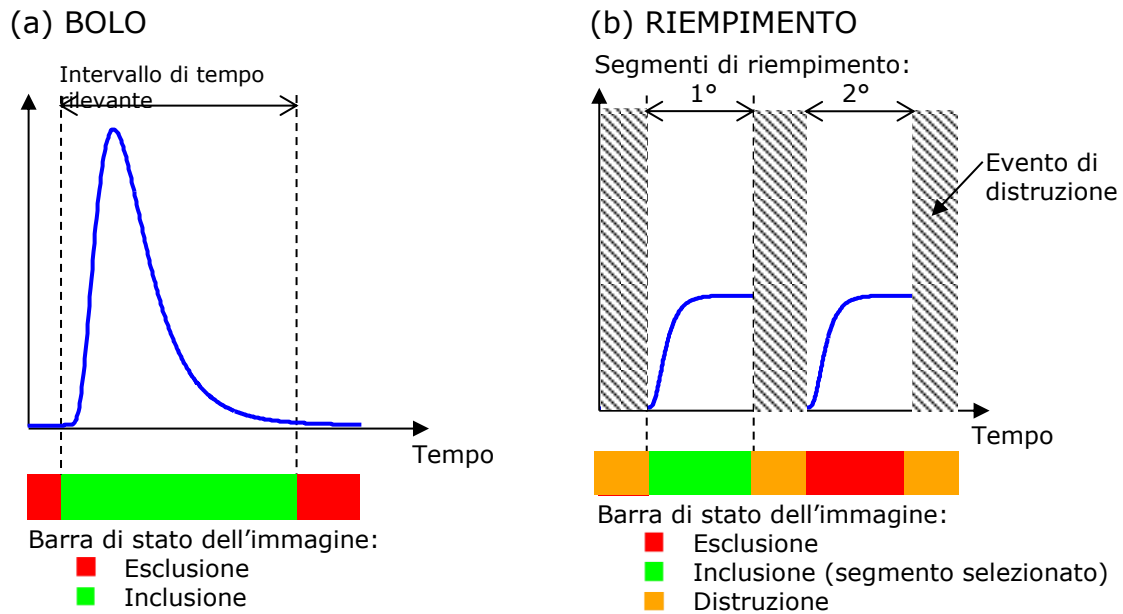 (a) BOLO
Intervallo di tempo
rilevante
Tempo
Barra di stato dell'immagine:
Esclusione
Inclusione
(b) RIEMPIMENTO
Segmenti di riempimento:
1° 2°
Evento di
distruzione
Tempo
Barra di stato dell'immagine:
Esclusione
Inclusione (segmento selezionato)
Distruzione